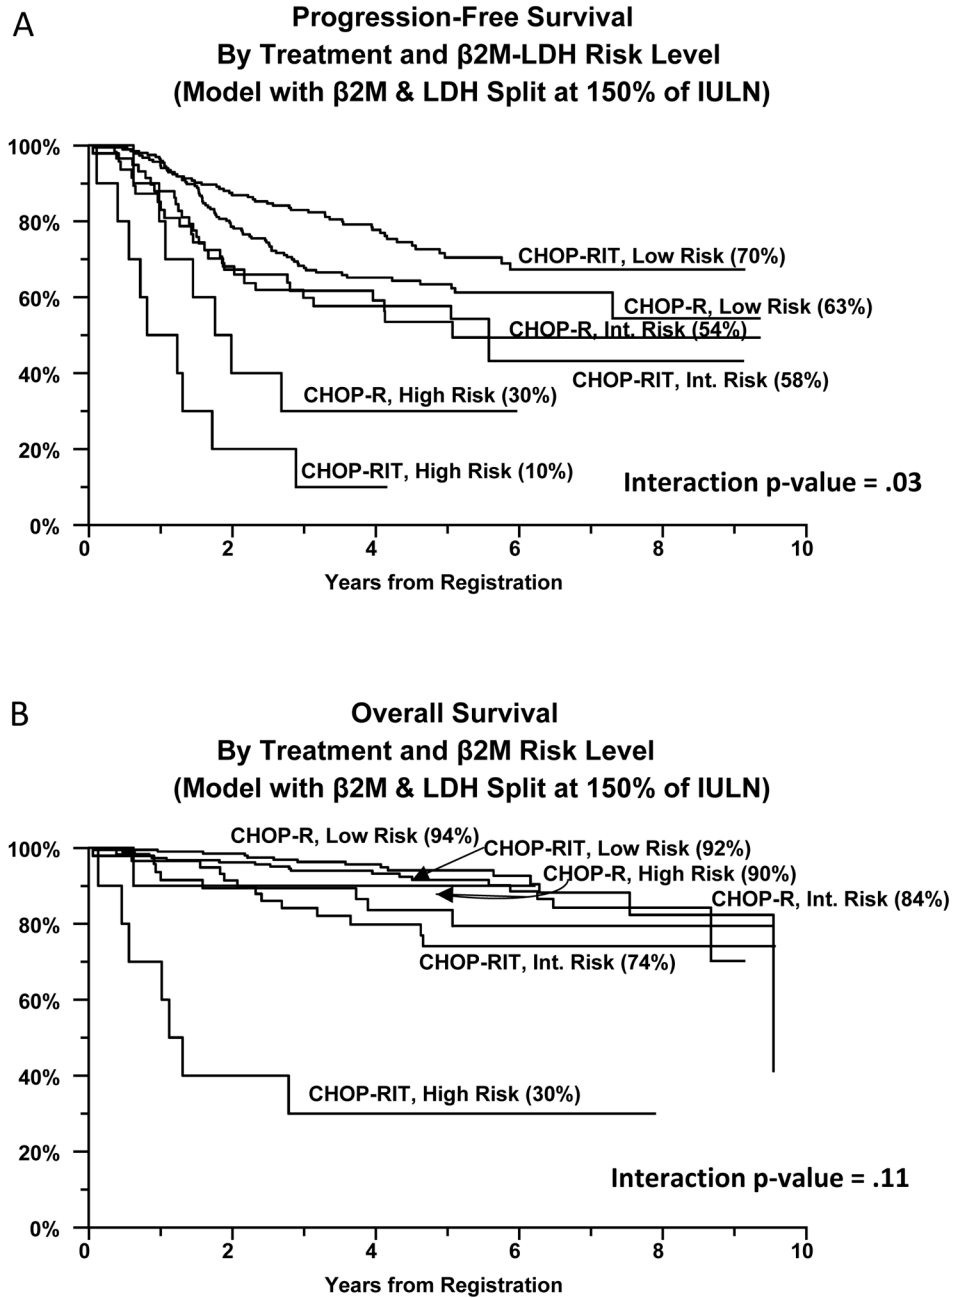 A
Progression-Free Survival
By Treatment and β2M-LDH Risk Level
(Model with β2M & LDH Split at 150% of IULN)
100%
80%
60%
40%
20%
0%
CHOP-RIT, Low Risk (70%)
CHOP-R, Low Risk (63%)
CHOP-R, Int. Risk (54%)
CHOP-RIT, Int. Risk (58%)
CHOP-R, High Risk (30%)
CHOP-RIT, High Risk (10%)
Interaction p-value = .03
0 2 4 6 8 10
Years from Registration
B
Overall Survival
By Treatment and β2M Risk Level
(Model with β2M & LDH Split at 150% of IULN)
100%
80%
60%
40%
20%
0%
CHOP-R, Low Risk (94%)
CHOP-RIT, Low Risk (92%)
CHOP-R, High Risk (90%)
CHOP-R, Int. Risk (84%)
CHOP-RIT, Int. Risk (74%)
CHOP-RIT, High Risk (30%)
Interaction p-value = .11
0 2 4 6 8 10
Years from Registration